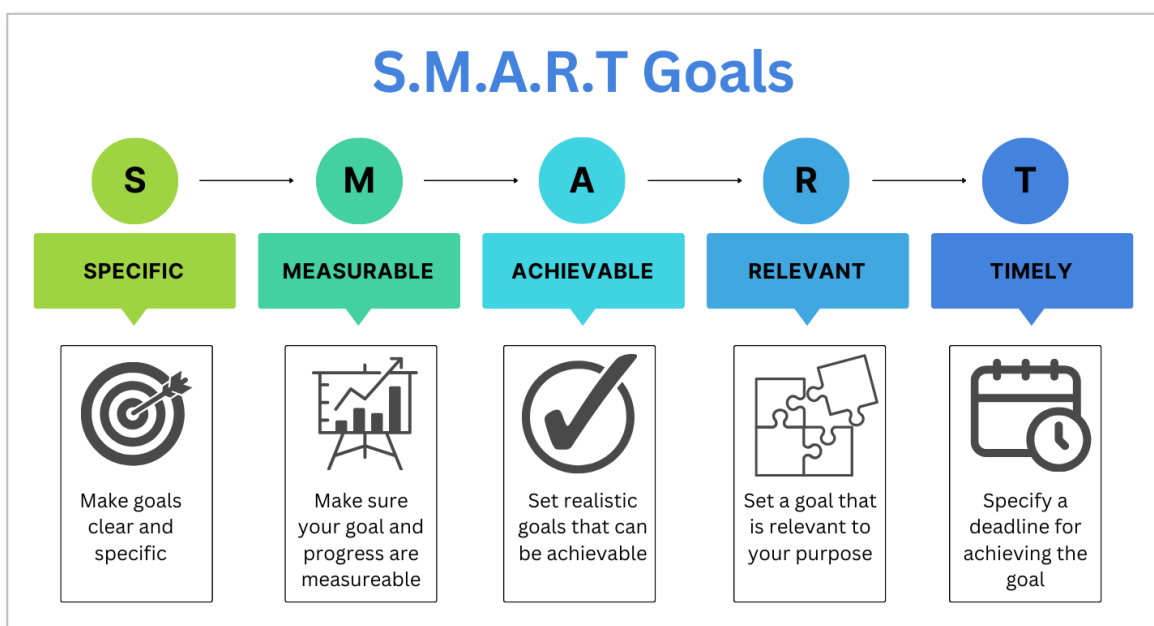 S.M.A.R.T Goals
S
M
A
R
T
SPECIFIC
MEASURABLE
ACHIEVABLE
RELEVANT
TIMELY
Make goals
clear and
specific
Make sure
your goal and
progress are
measureable
Set realistic
goals that can
be achievable
Set a goal that
is relevant to
your purpose
Specify a
deadline for
achieving the
goal